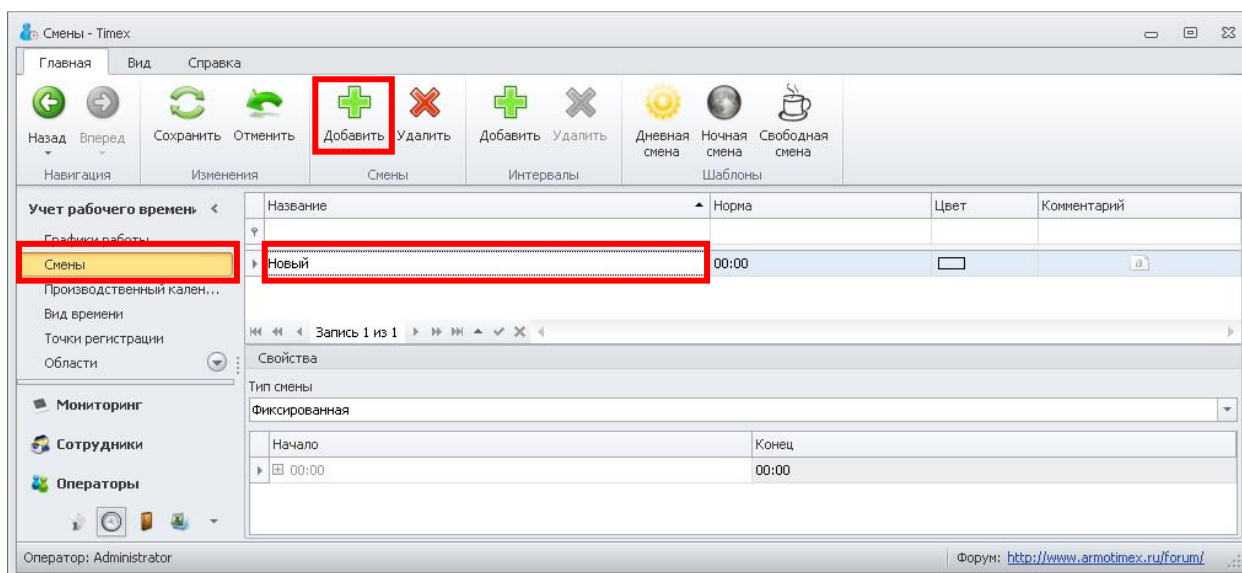 Смены - Timex
Главная Вид Справка
Назад Вперед Сохранить Отменить Добавить Удалить Добавить Удалить Дневная смена Ночная смена Свободная смена
Навигация Изменения Смены Интервалы Шаблоны
Учет рабочего времени
Название Норма Цвет Комментарий
Графики работы
Смены
Новый 00:00
Производственный кален...
Вид времени
Точки регистрации
Области
Запись 1 из 1
Свойства
Тип смены
Фиксированная
Начало Конец
00:00 00:00
Мониторинг
Сотрудники
Операторы
Оператор: Administrator
Форум: http://www.armotimex.ru/forum/